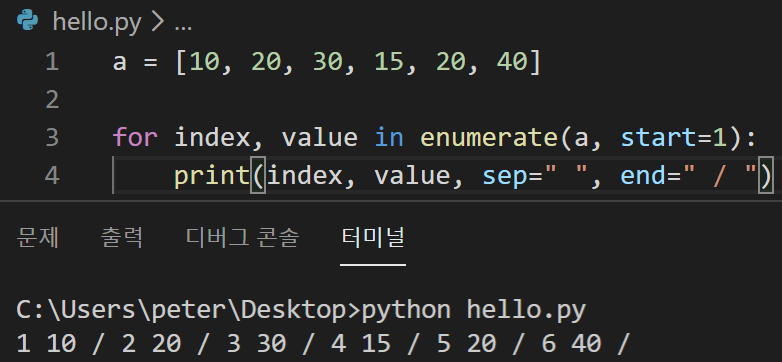 hello.py > ...
1 a = [10, 20, 30, 15, 20, 40]
2
3 for index, value in enumerate(a, start=1):
4     print(index, value, sep=" ", end=" / ")
문제 출력 디버그 콘솔 터미널
C:\Users\peter\Desktop>python hello.py
1 10 / 2 20 / 3 30 / 4 15 / 5 20 / 6 40 /